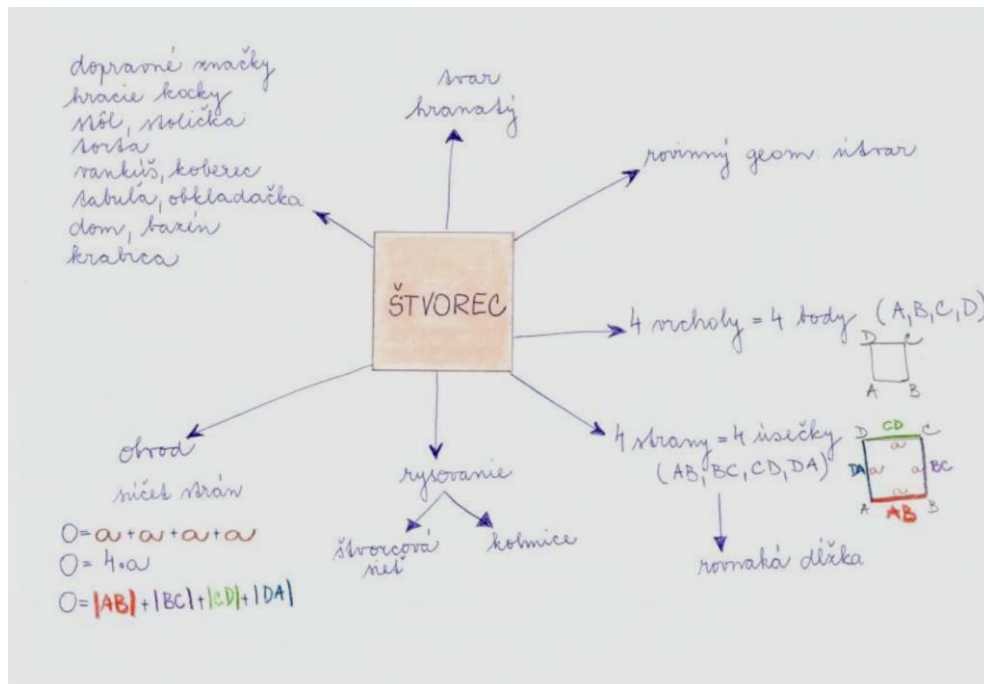 dopravné značky
hracie kocky
stôl, stolička
torta
vankúš, koberec
tabuľa, obkladačka
dom, bazén
krabica
tvar
hranatý
rovinný geom. útvar
ŠTVOREC
4 vrcholy = 4 body (A, B, C, D)
D C
A B
4 strany = 4 úsečky
(AB, BC, CD, DA)
D CD C
a
DA a a BC
a
A AB B
rovnaká dĺžka
rysovanie
štvorcová
sieť
kolmice
obvod
súčet strán
O = a + a + a + a
O = 4·a
O = |AB| + |BC| + |CD| + |DA|